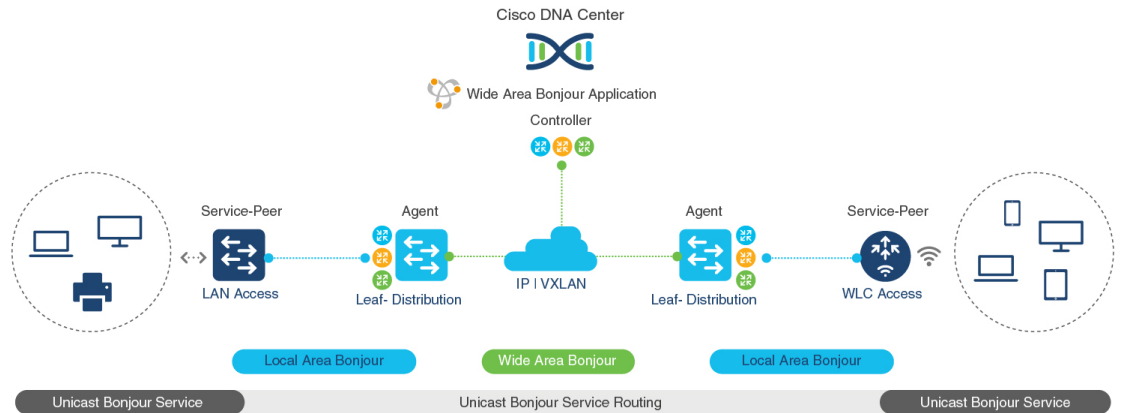 Cisco DNA Center
Wide Area Bonjour Application
Controller
Service-Peer
Agent
Agent
Service-Peer
LAN Access
Leaf- Distribution
IP | VXLAN
Leaf- Distribution
WLC Access
Local Area Bonjour
Wide Area Bonjour
Local Area Bonjour
Unicast Bonjour Service
Unicast Bonjour Service Routing
Unicast Bonjour Service